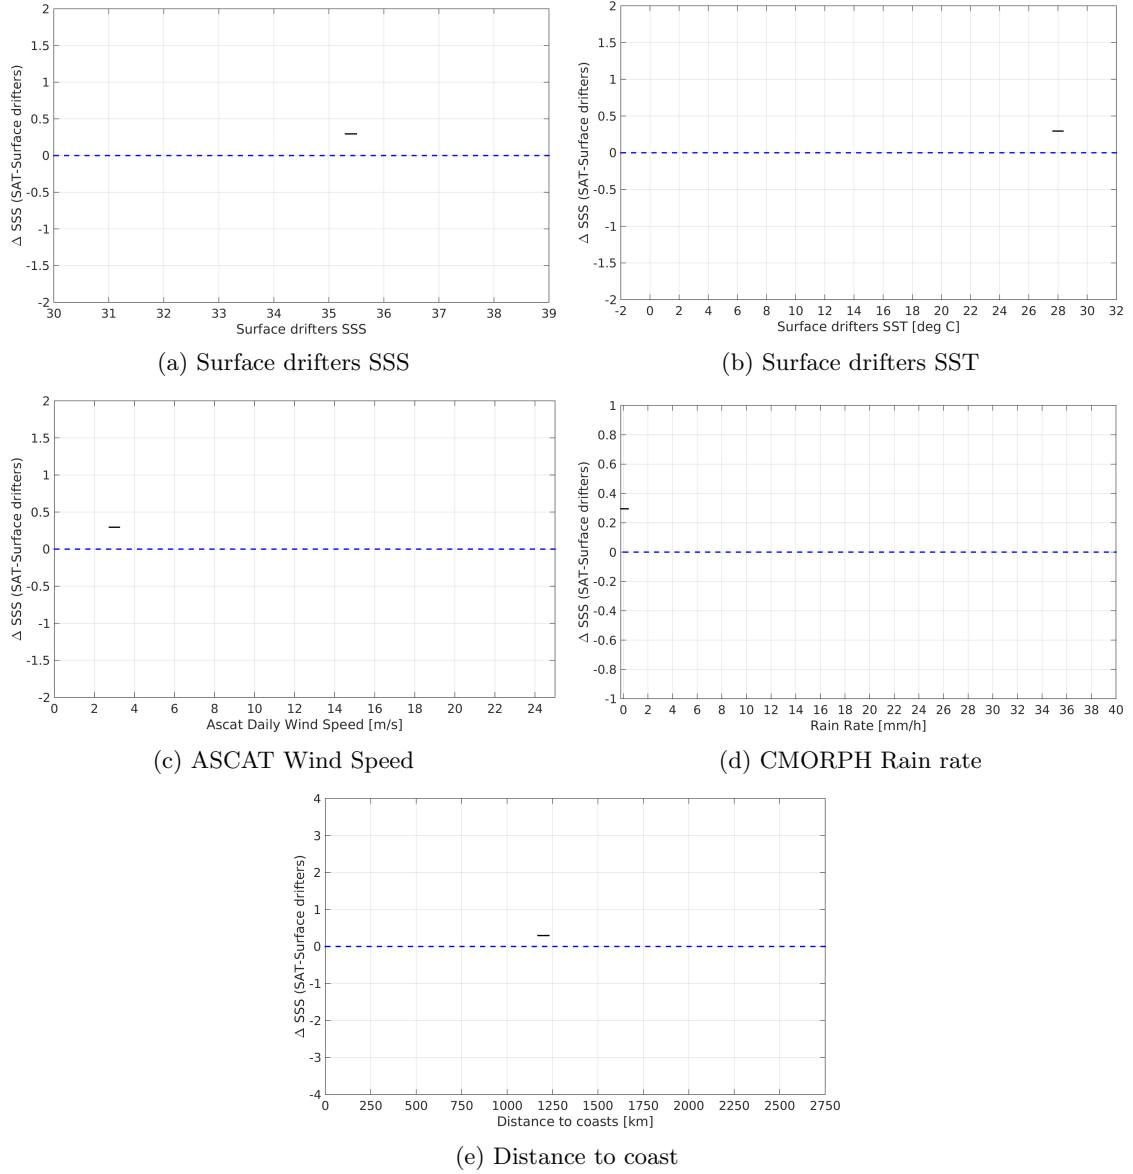 2
1.5
1
0.5
0
-0.5
-1
-1.5
-2
30 31 32 33 34 35 36 37 38 39
Δ SSS (SAT-Surface drifters)
Surface drifters SSS
(a) Surface drifters SSS
2
1.5
1
0.5
0
-0.5
-1
-1.5
-2
-2 0 2 4 6 8 10 12 14 16 18 20 22 24 26 28 30 32
Δ SSS (SAT-Surface drifters)
Surface drifters SST [deg C]
(b) Surface drifters SST
2
1.5
1
0.5
0
-0.5
-1
-1.5
-2
0 2 4 6 8 10 12 14 16 18 20 22 24
Δ SSS (SAT-Surface drifters)
Ascat Daily Wind Speed [m/s]
(c) ASCAT Wind Speed
1
0.8
0.6
0.4
0.2
0
-0.2
-0.4
-0.6
-0.8
-1
0 2 4 6 8 10 12 14 16 18 20 22 24 26 28 30 32 34 36 38 40
Δ SSS (SAT-Surface drifters)
Rain Rate [mm/h]
(d) CMORPH Rain rate
4
3
2
1
0
-1
-2
-3
-4
0 250 500 750 1000 1250 1500 1750 2000 2250 2500 2750
Δ SSS (SAT-Surface drifters)
Distance to coasts [km]
(e) Distance to coast